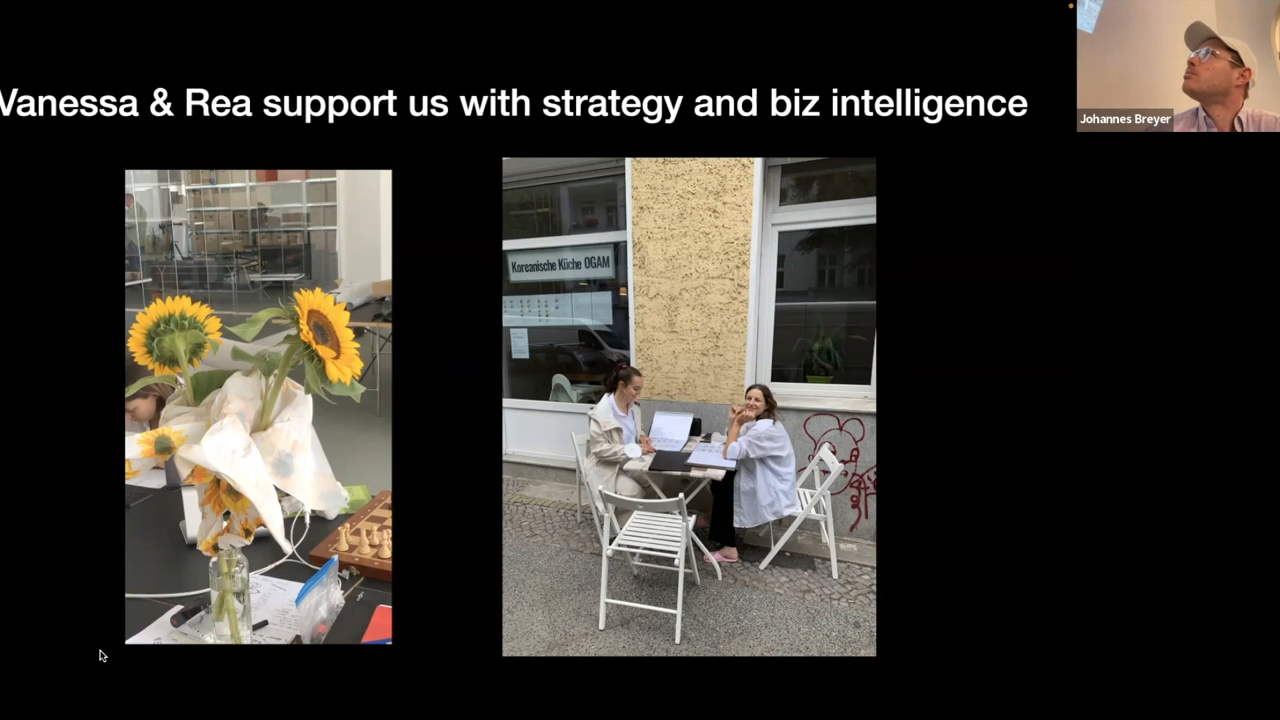 Vanessa & Rea support us with strategy and biz intelligence
Johannes Breyer
Koreanische Küche OGAM